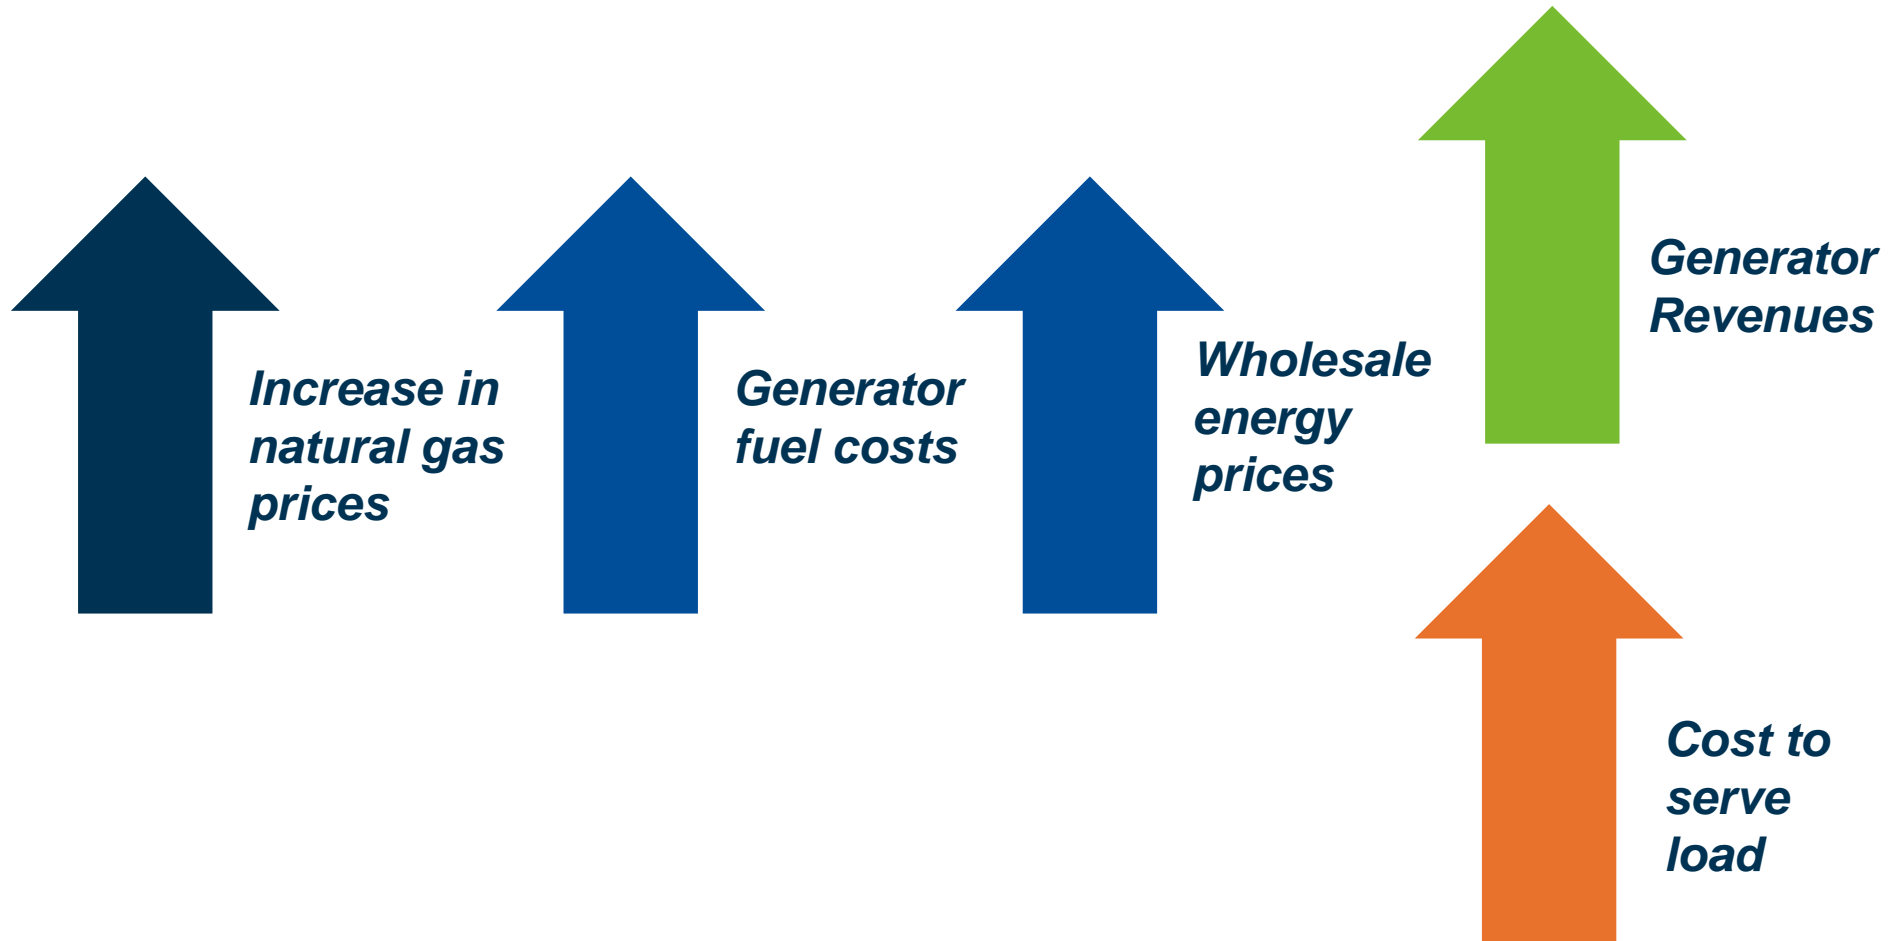 Increase in
natural gas
prices
Generator
fuel costs
Wholesale
energy
prices
Generator
Revenues
Cost to
serve
load